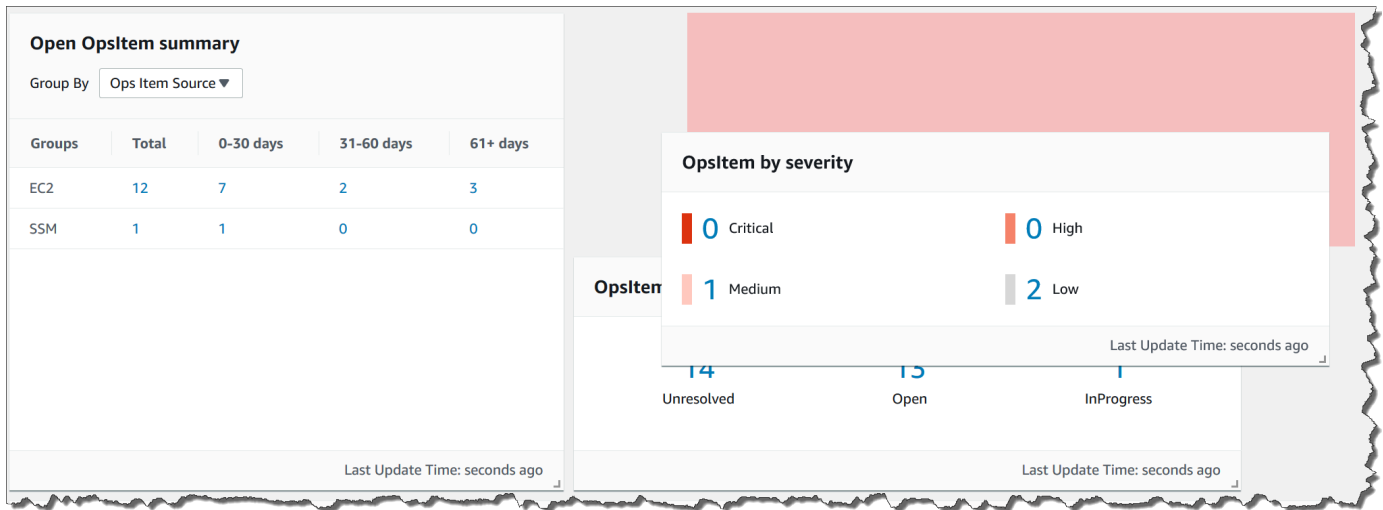 Open OpsItem summary
Group By Ops Item Source
Groups Total 0-30 days 31-60 days 61+ days
EC2 12 7 2 3
SSM 1 1 0 0
Last Update Time: seconds ago
OpsItem by severity
0 Critical 0 High
1 Medium 2 Low
Last Update Time: seconds ago
OpsItem
14 13 1
Unresolved Open InProgress
Last Update Time: seconds ago